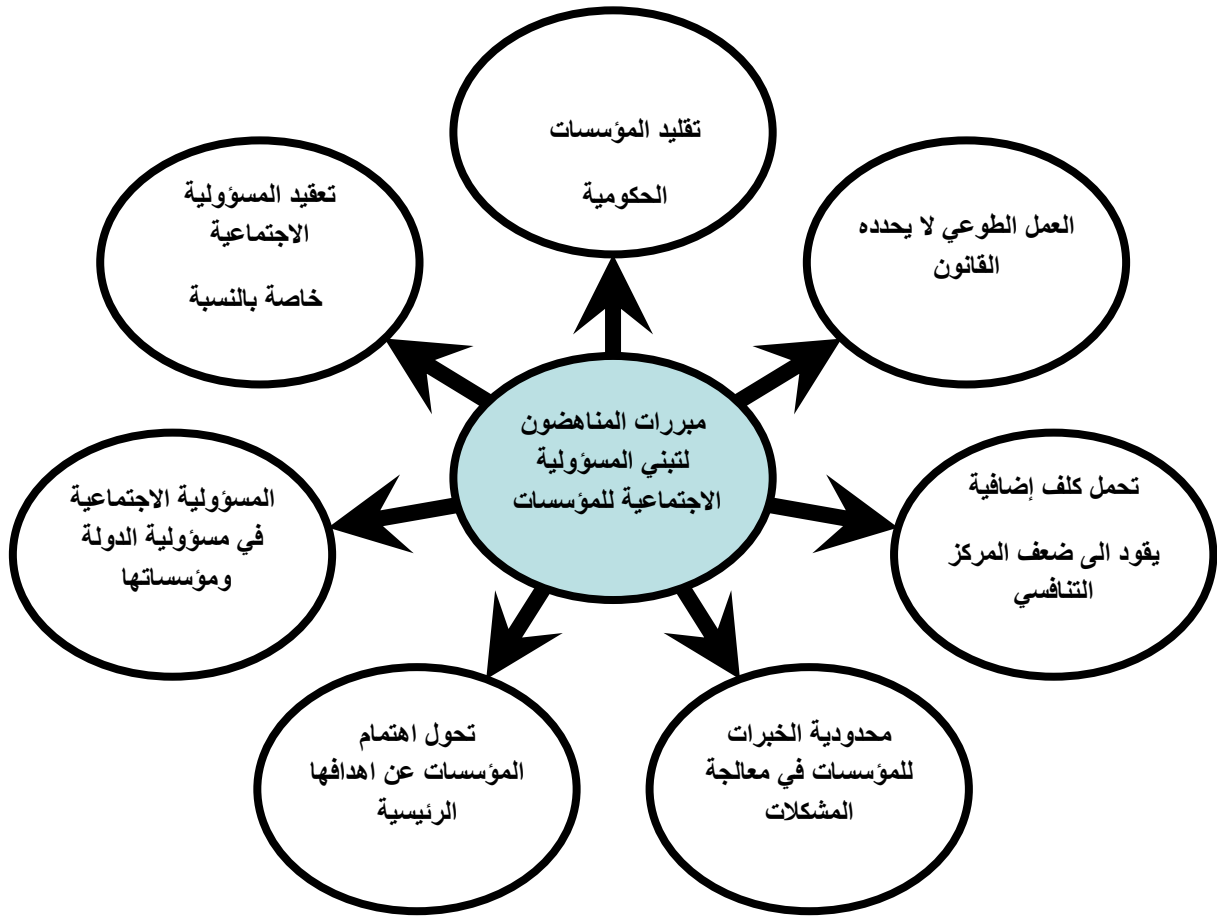 تقليد المؤسسات
الحكومية
العمل الطوعي لا يحدده
القانون
تحمل كلف إضافية
يقود الى ضعف المركز
التنافسي
محدودية الخبرات
للمؤسسات في معالجة
المشكلات
تحول اهتمام
المؤسسات عن اهدافها
الرئيسية
المسؤولية الاجتماعية
في مسؤولية الدولة
ومؤسساتها
تعقيد المسؤولية
الاجتماعية
خاصة بالنسبة
مبررات المناهضون
لتبني المسؤولية
الاجتماعية للمؤسسات